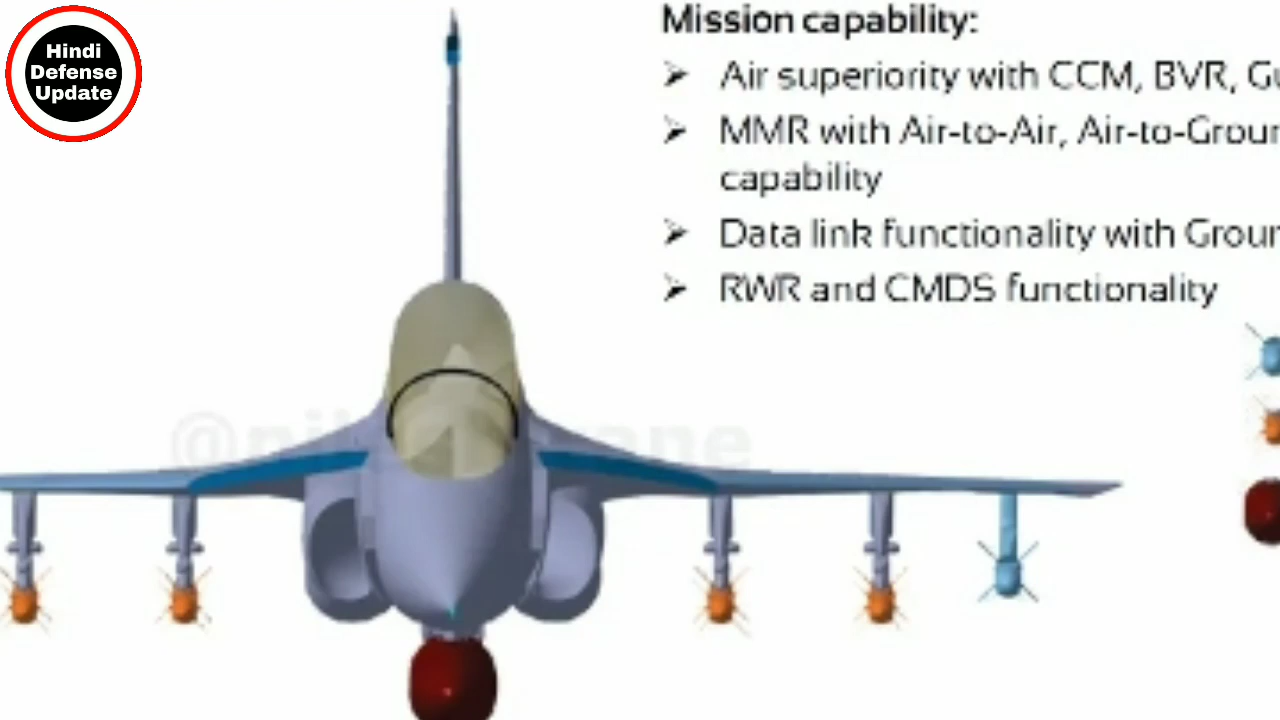 Hindi
Defense
Update
Mission capability:
Air superiority with CCM, BVR,
MMR with Air-to-Air,
capability
Data link functionality with
RWR and CMDS functionality